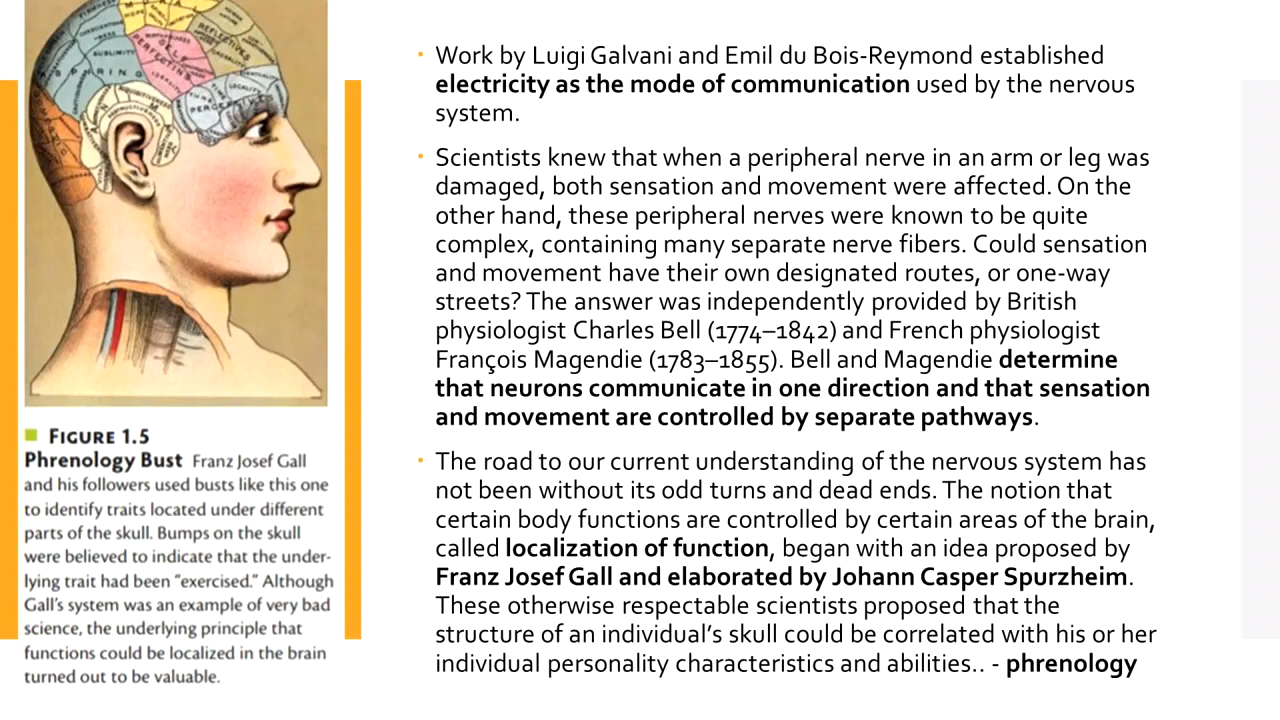 SUBLIMITY
REFLECTIVES
PERFECTING
SELF
LOCALITY
Work by Luigi Galvani and Emil du Bois-Reymond established
electricity as the mode of communication used by the nervous
system.
Scientists knew that when a peripheral nerve in an arm or leg was
damaged, both sensation and movement were affected. On the
other hand, these peripheral nerves were known to be quite
complex, containing many separate nerve fibers. Could sensation
and movement have their own designated routes, or one-way
streets? The answer was independently provided by British
physiologist Charles Bell (1774–1842) and French physiologist
François Magendie (1783–1855). Bell and Magendie determine
that neurons communicate in one direction and that sensation
and movement are controlled by separate pathways.
The road to our current understanding of the nervous system has
not been without its odd turns and dead ends. The notion that
certain body functions are controlled by certain areas of the brain,
called localization of function, began with an idea proposed by
Franz Josef Gall and elaborated by Johann Casper Spurzheim.
These otherwise respectable scientists proposed that the
structure of an individual’s skull could be correlated with his or her
individual personality characteristics and abilities.. - phrenology
FIGURE 1.5
Phrenology Bust Franz Josef Gall
and his followers used busts like this one
to identify traits located under different
parts of the skull. Bumps on the skull
were believed to indicate that the under-
lying trait had been “exercised.” Although
Gall’s system was an example of very bad
science, the underlying principle that
functions could be localized in the brain
turned out to be valuable.